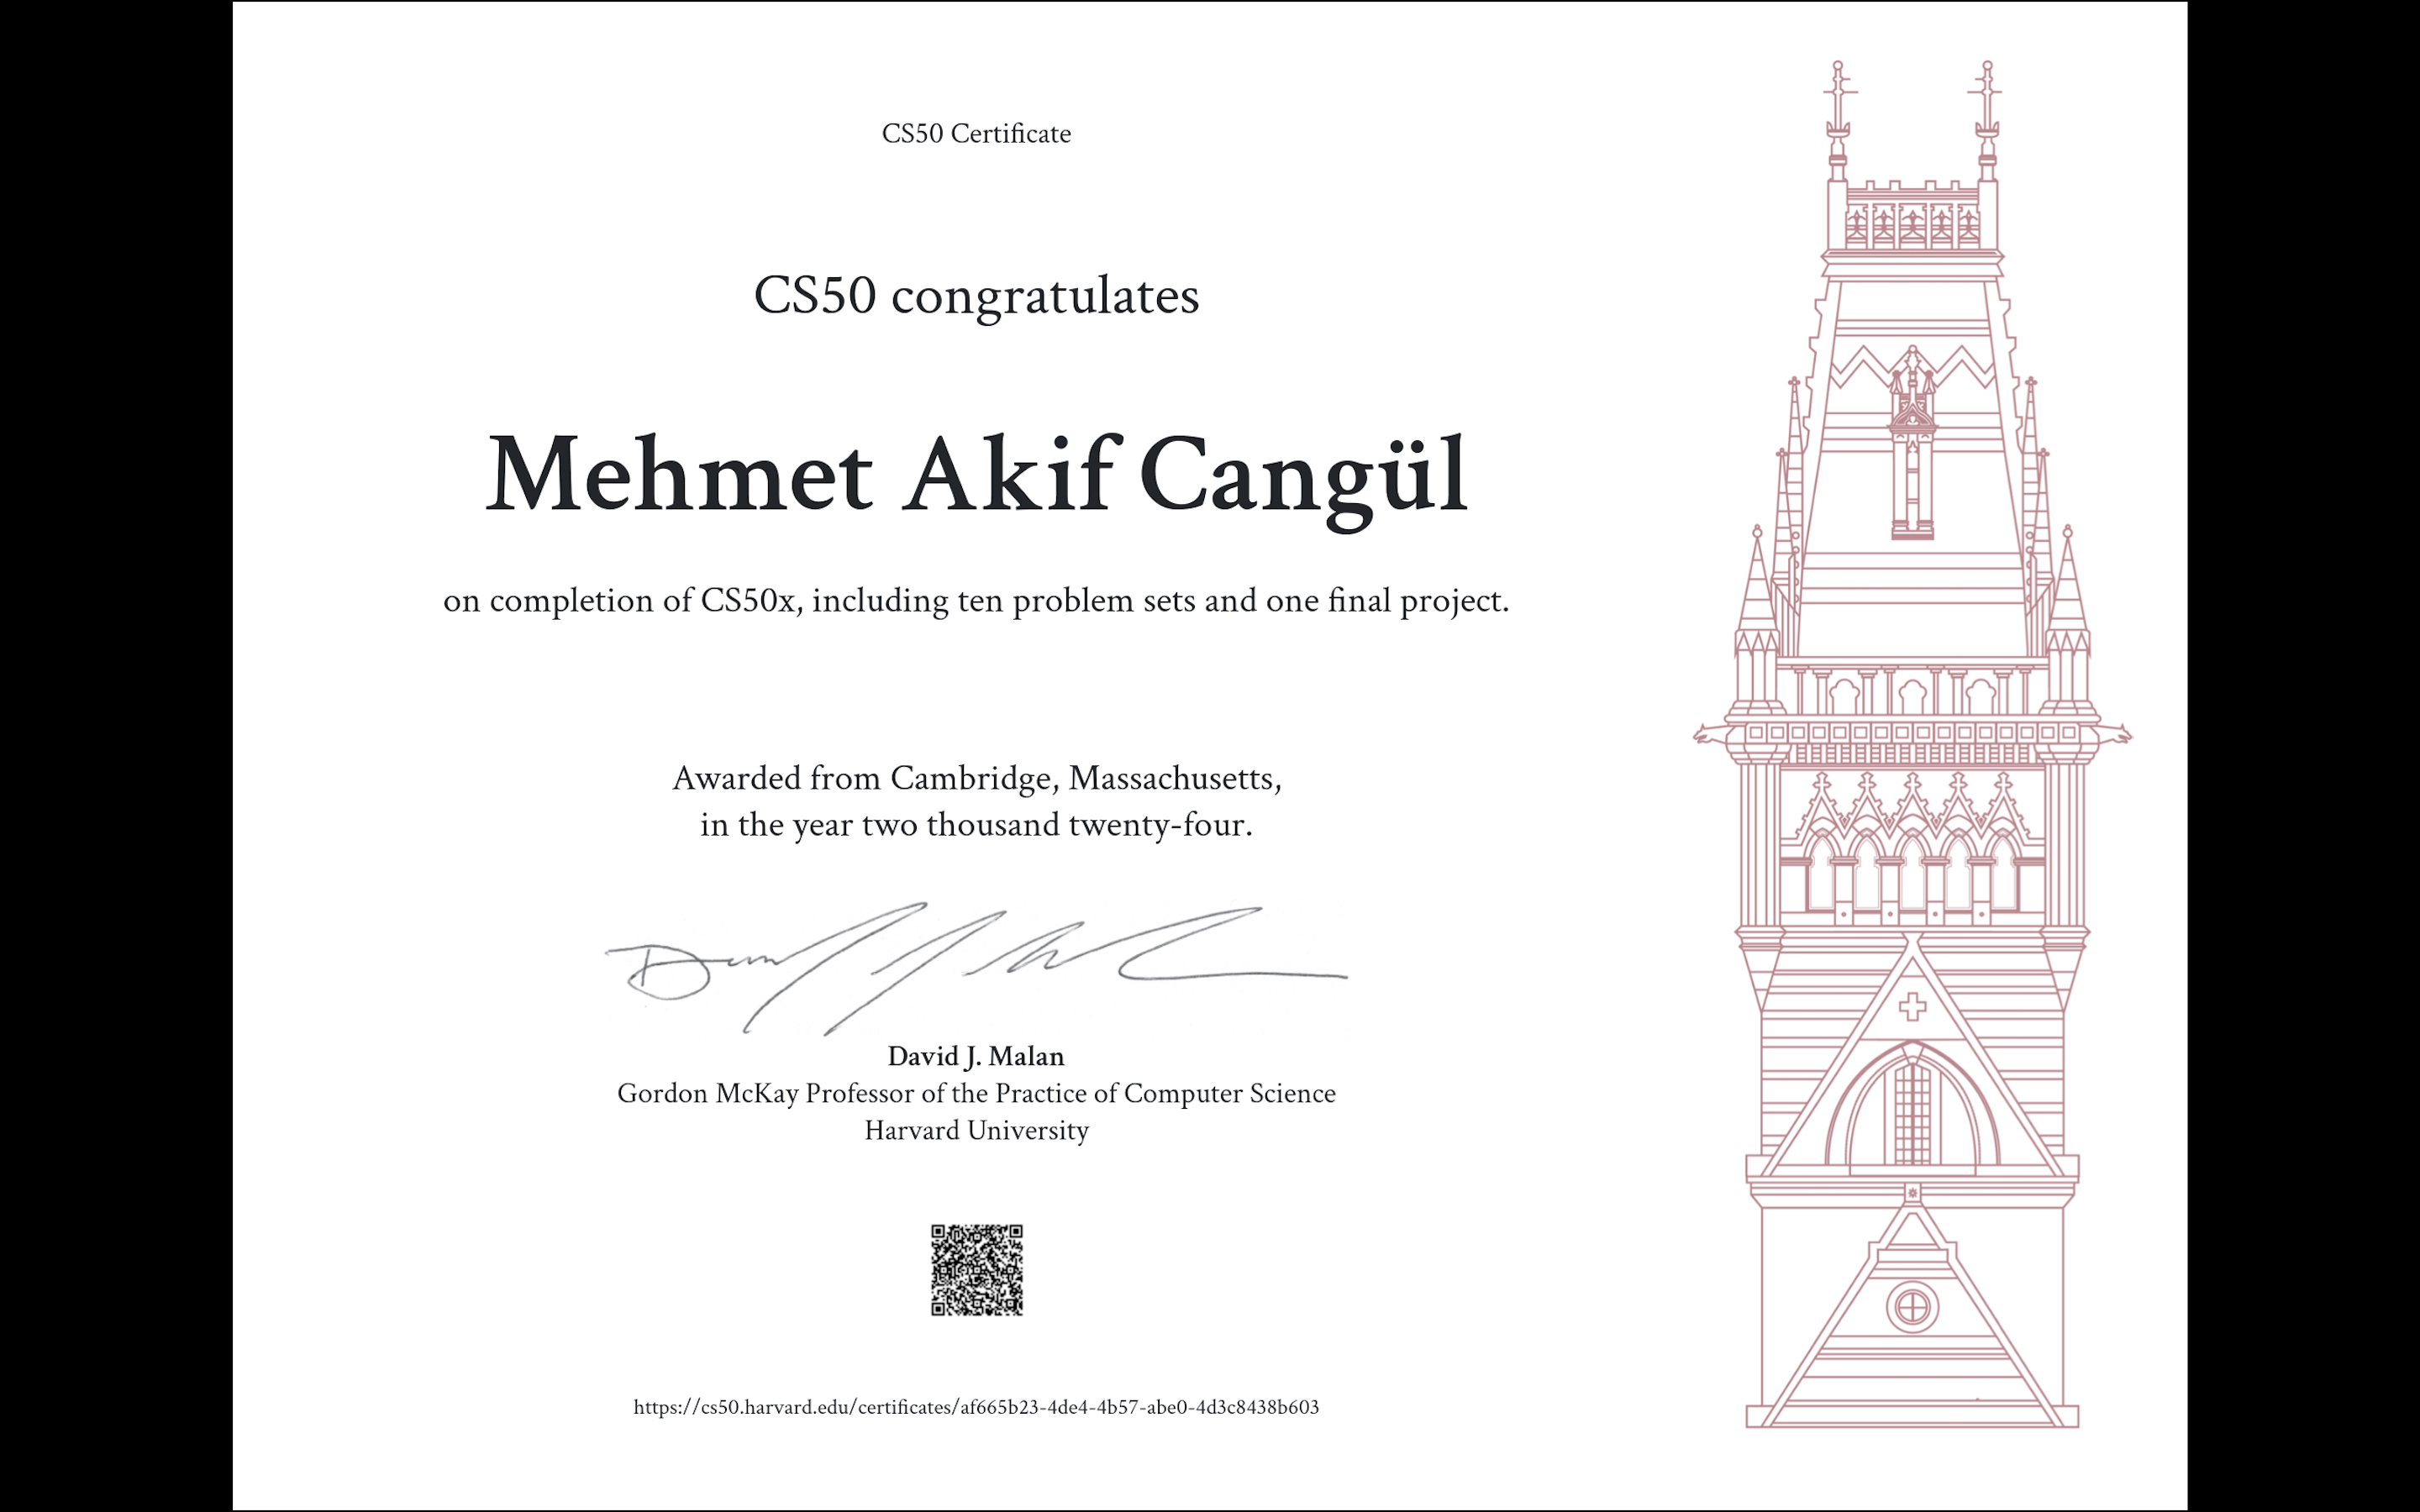 CS50 Certificate
CS50 congratulates
Mehmet Akif Cangül
on completion of CS50x, including ten problem sets and one final project.
Awarded from Cambridge, Massachusetts,
in the year two thousand twenty-four.
David J. Malan
Gordon McKay Professor of the Practice of Computer Science
Harvard University
https://cs50.harvard.edu/certificates/af665b23-4de4-4b57-abe0-4d3c8438b603